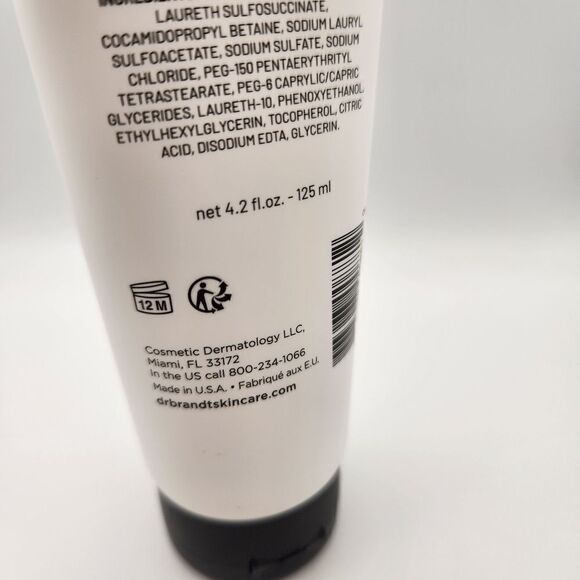 LAURETH SULFOSUCCINATE,
COCAMIDOPROPYL BETAINE, SODIUM LAURYL
SULFOACETATE, SODIUM SULFATE, SODIUM
CHLORIDE, PEG-150 PENTAERYTHRITYL
TETRASTEARATE, PEG-6 CAPRYLIC/CAPRIC
GLYCERIDES, LAURETH-10, PHENOXYETHANOL,
ETHYLHEXYLGLYCERIN, TOCOPHEROL, CITRIC
ACID, DISODIUM EDTA, GLYCERIN.
net 4.2 fl.oz. - 125 ml
12 M
Cosmetic Dermatology LLC,
Miami, FL 33172
In the US call 800-234-1066
Made in U.S.A. • Fabriqué aux E.U.
drbrandtskincare.com